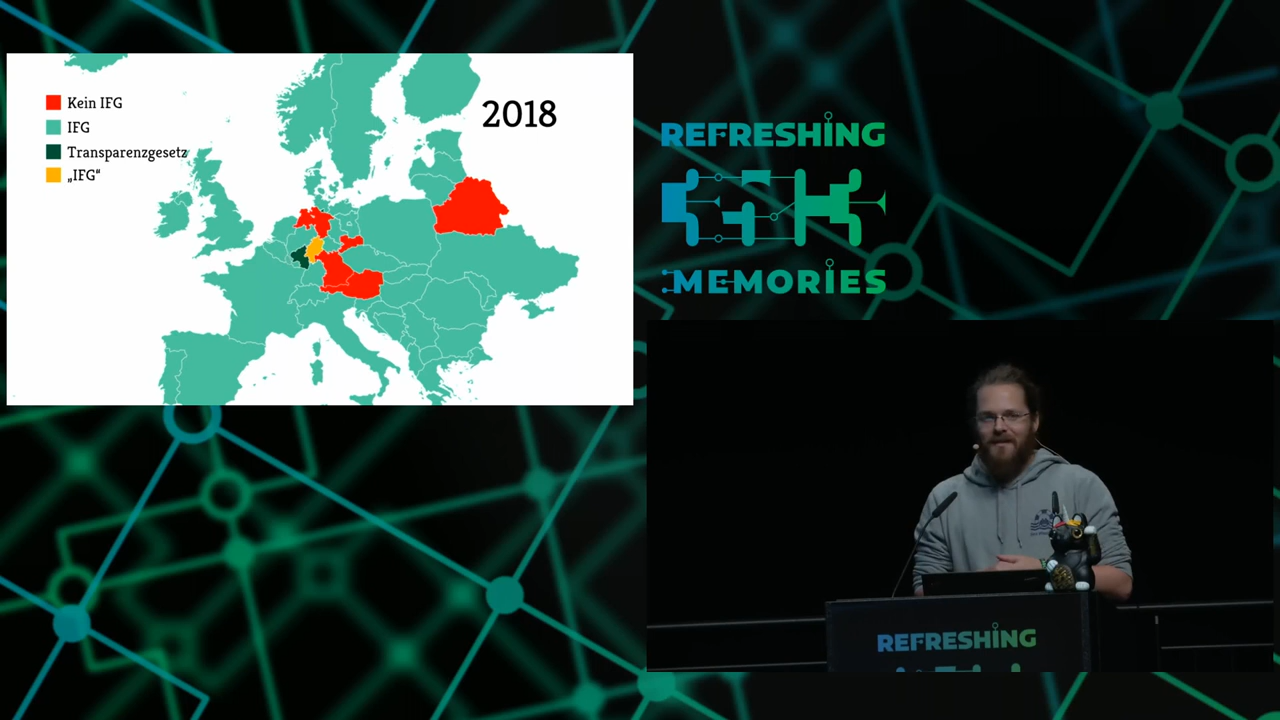 Kein IFG
IFG
Transparenzgesetz
„IFG“
2018
REFRESHING
MEMORIES
REFRESHING